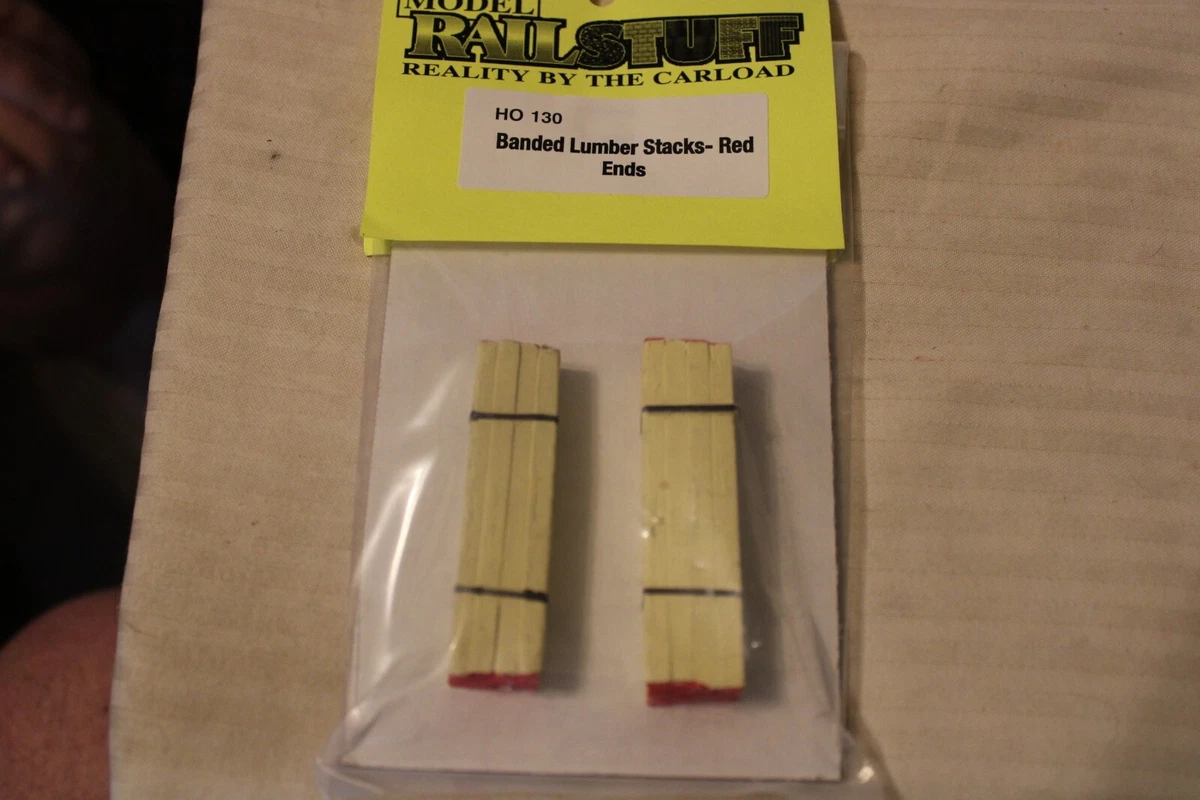 MODEL
RAILSTUFF
REALITY BY THE CARLOAD
HO 130
Banded Lumber Stacks- Red
Ends